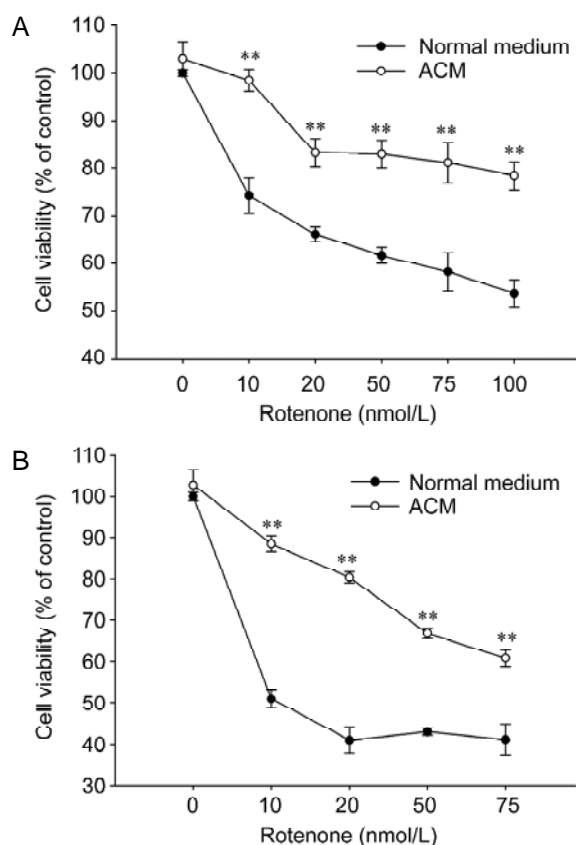 A
Normal medium
ACM
Cell viability (% of control)
110
100
90
80
70
60
50
40
**
**
**
**
**
0 10 20 50 75 100
Rotenone (nmol/L)
B
Normal medium
ACM
Cell viability (% of control)
110
100
90
80
70
60
50
40
30
**
**
**
**
0 10 20 50 75
Rotenone (nmol/L)